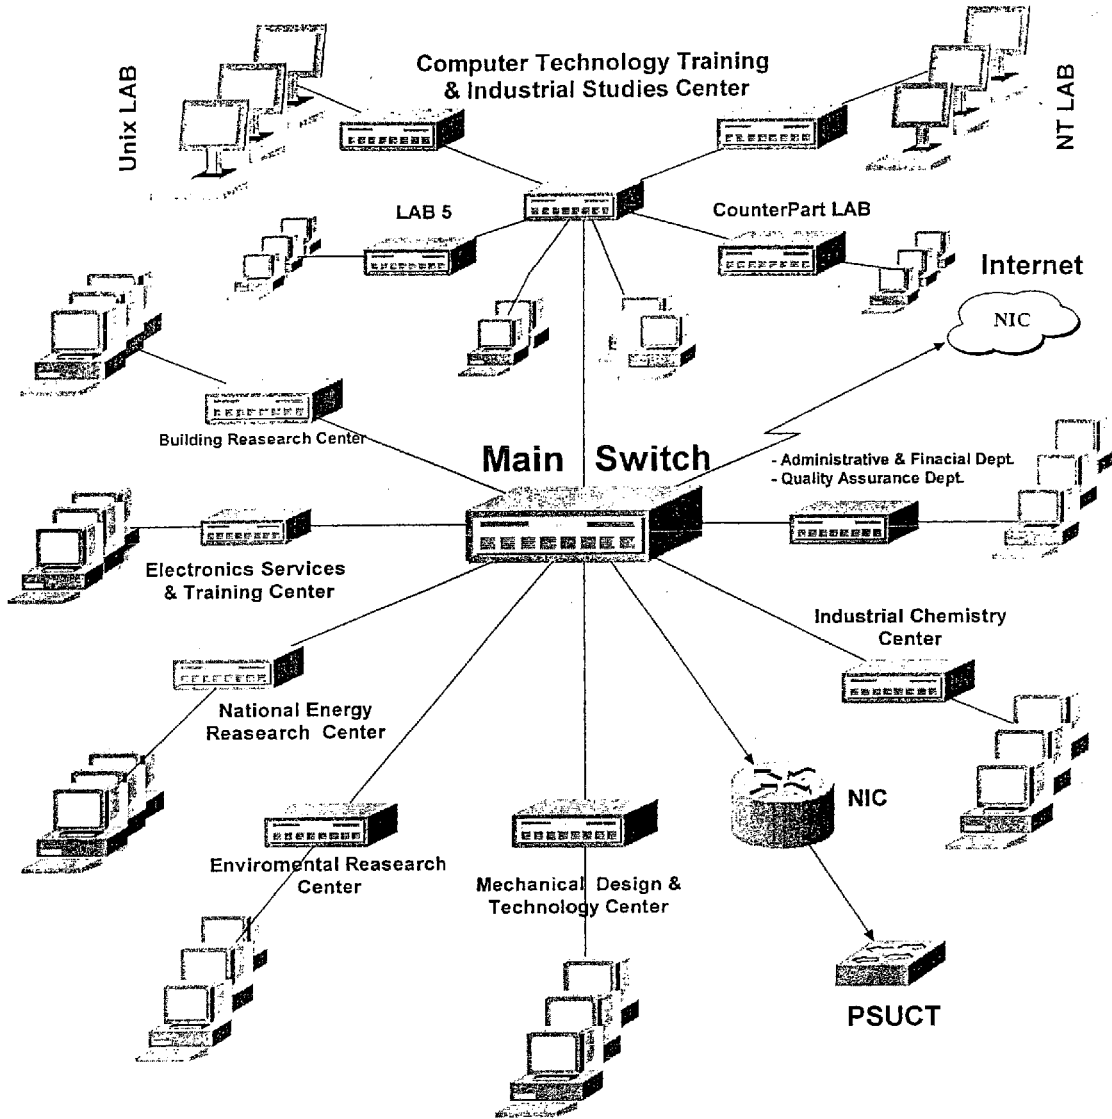 Computer Technology Training
& Industrial Studies Center
Unix LAB
NT LAB
LAB 5
CounterPart LAB
Internet
NIC
Building Reasearch Center
Main Switch
- Administrative & Finacial Dept.
- Quality Assurance Dept.
Electronics Services
& Training Center
Industrial Chemistry
Center
National Energy
Reasearch Center
NIC
Enviromental Reasearch
Center
Mechanical Design &
Technology Center
PSUCT